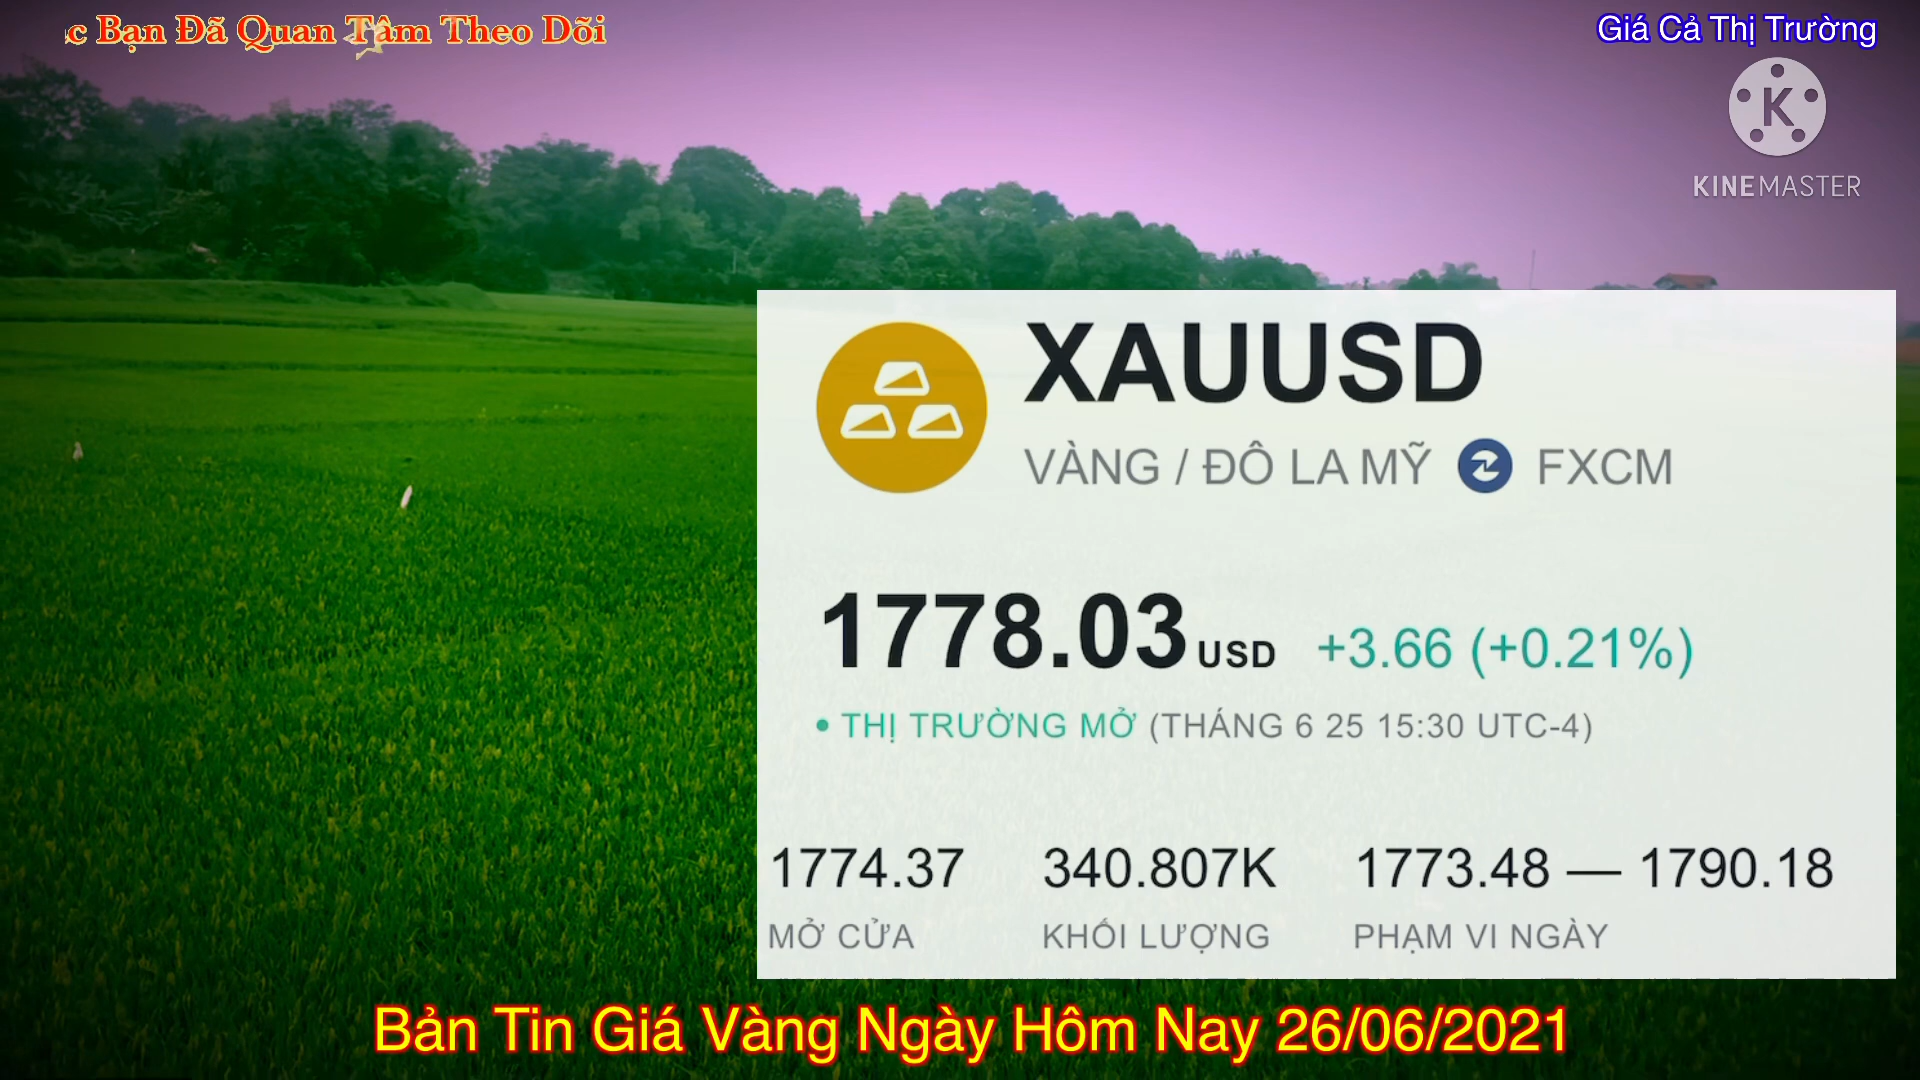 c Bạn Đã Quan Tâm Theo Dõi
Giá Cả Thị Trường
K
KINEMASTER
XAUUSD
VÀNG / ĐÔ LA MỸ FXCM
1778.03 USD +3.66 (+0.21%)
• THỊ TRƯỜNG MỞ (THÁNG 6 25 15:30 UTC-4)
1774.37 340.807K 1773.48 — 1790.18
MỞ CỬA KHỐI LƯỢNG PHẠM VI NGÀY
Bản Tin Giá Vàng Ngày Hôm Nay 26/06/2021